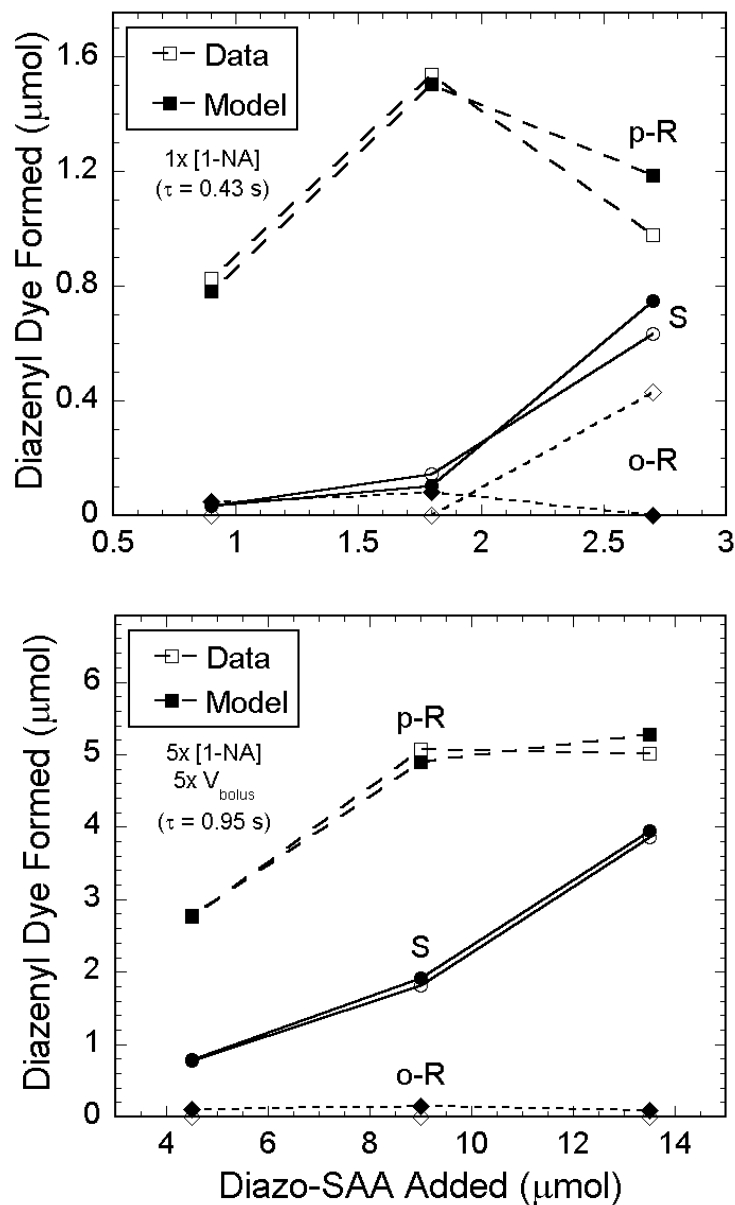 1.6
Data
Model
1x [1-NA]
(τ = 0.43 s)
p-R
1.2
Diazenyl Dye Formed (μmol)
0.8
S
0.4
o-R
0
0.5
1
1.5
2
2.5
3
Data
Model
6
p-R
5x [1-NA]
5x Vbolus
(τ = 0.95 s)
5
4
Diazenyl Dye Formed (μmol)
3
S
2
1
o-R
0
4
6
8
10
12
14
Diazo-SAA Added (μmol)